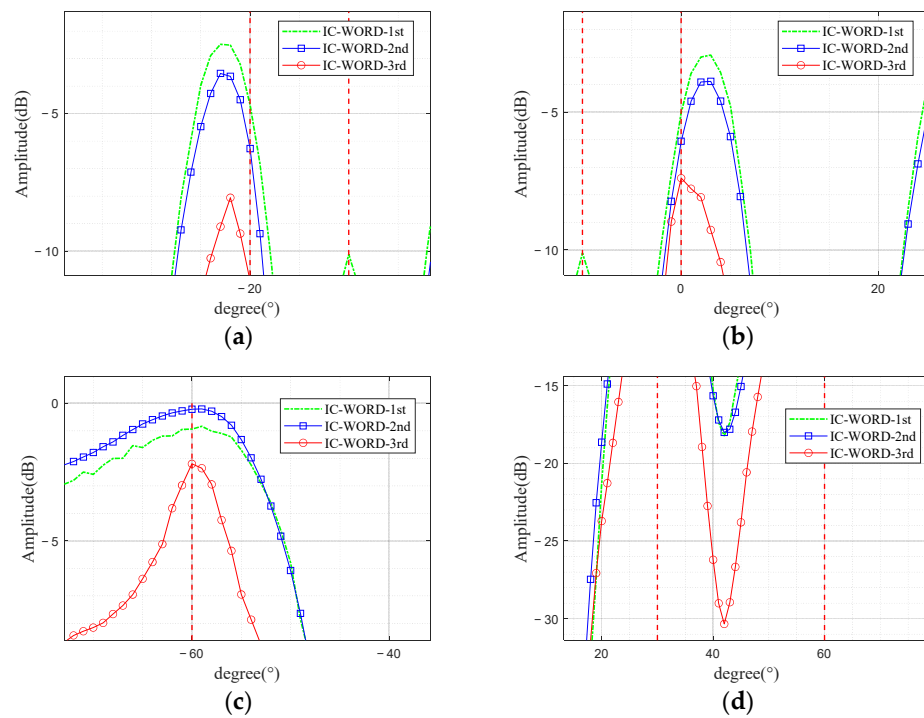 IC-WORD-1st
IC-WORD-2nd
IC-WORD-3rd
Amplitude(dB)
−5
−10
−20
degree(°)
(a)
IC-WORD-1st
IC-WORD-2nd
IC-WORD-3rd
Amplitude(dB)
−5
−10
0
20
degree(°)
(b)
IC-WORD-1st
IC-WORD-2nd
IC-WORD-3rd
Amplitude(dB)
0
−5
−60
−40
degree(°)
(c)
IC-WORD-1st
IC-WORD-2nd
IC-WORD-3rd
Amplitude(dB)
−15
−20
−25
−30
20
40
60
degree(°)
(d)